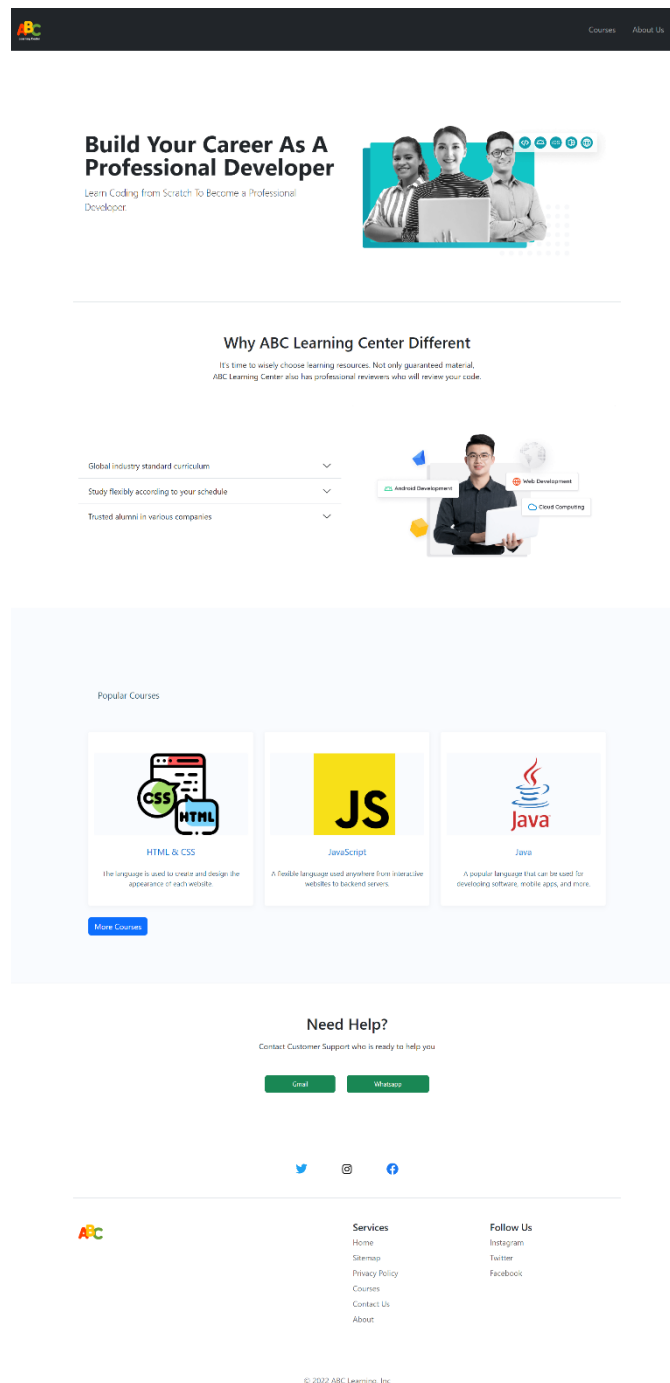 ABC
Courses
About Us
Build Your Career As A
Professional Developer
Learn Coding from Scratch To Become a Professional
Developer.
Why ABC Learning Center Different
It's time to wisely choose learning resources. Not only guaranteed material,
ABC Learning Center also has professional reviewers who will review your code.
Global industry standard curriculum
Study flexibly according to your schedule
Trusted alumni in various companies
Android Development
Web Development
Cloud Computing
Popular Courses
CSS
HTML
HTML & CSS
The language is used to create and design the
appearance of each website
JS
JavaScript
A flexible language used anywhere from interactive
websites to backend servers.
Java
Java
A popular language that can be used for
developing software, mobile apps, and more.
More Courses
Need Help?
Contact Customer Support who is ready to help you
Gmail
Whatsapp
ABC
Services
Home
Sitemap
Privacy Policy
Courses
Contact Us
About
Follow Us
Instagram
Twitter
Facebook
© 2022 ABC Learning, Inc